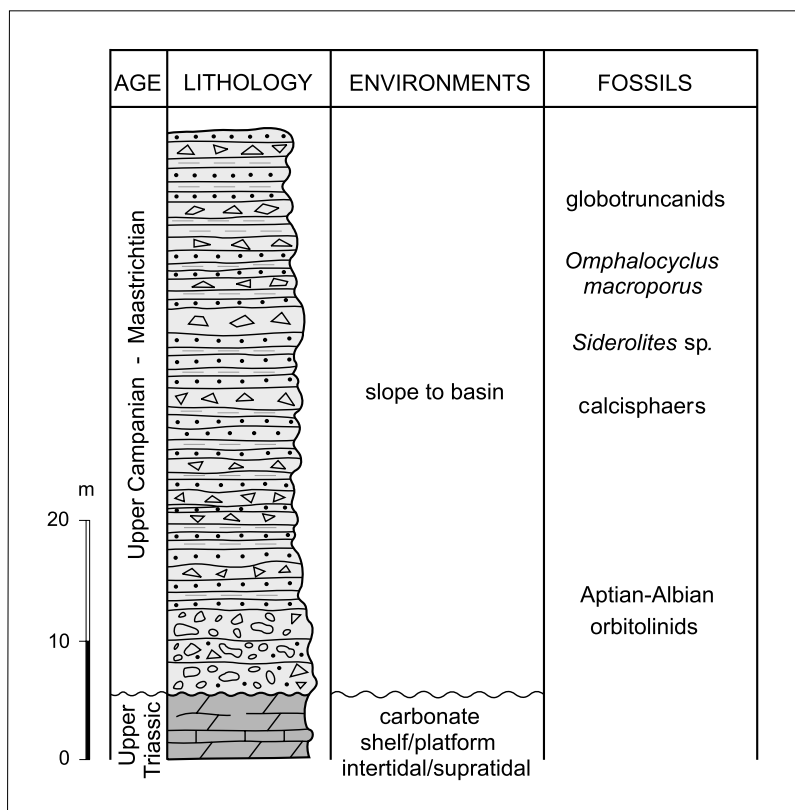 AGE LITHOLOGY ENVIRONMENTS FOSSILS
Upper Campanian - Maastrichtian
globotruncanids
Omphalocyclus
macroporus
Siderolites sp.
slope to basin
calcisphaers
m
20
10
0
Aptian-Albian
orbitolinids
Upper
Triassic
carbonate
shelf/platform
intertidal/supratidal